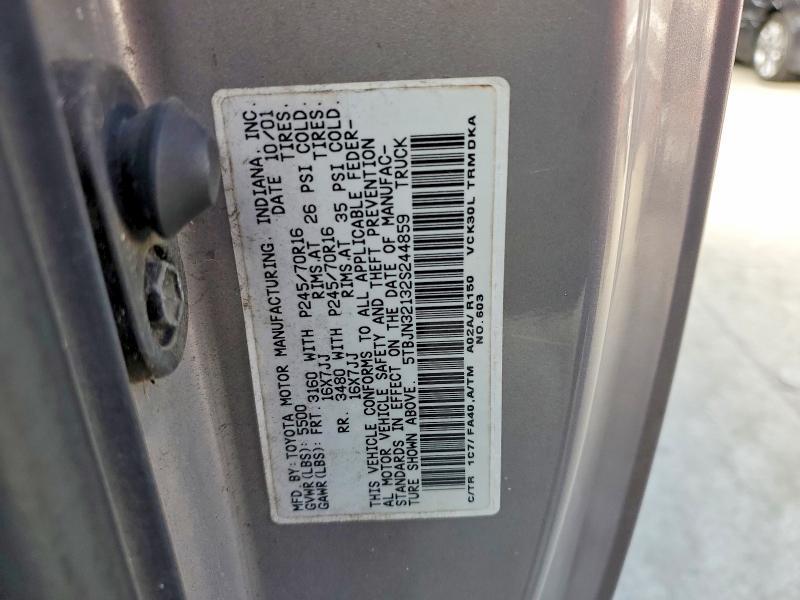 MFD. BY: TOYOTA MOTOR MANUFACTURING, INDIANA, INC.
GVWR(LBS): 5500 DATE 10/01
GAWR(LBS): FRT. 3160 WITH P245/70R16 TIRES.
16X7JJ RIMS AT 26 PSI COLD.
RR. 3480 WITH P245/70R16 TIRES.
16X7JJ RIMS AT 35 PSI COLD.
THIS VEHICLE CONFORMS TO ALL APPLICABLE FEDER-
AL MOTOR VEHICLE SAFETY AND THEFT PREVENTION
STANDARDS IN EFFECT ON THE DATE OF MANUFAC-
TURE SHOWN ABOVE. 5TBJN32132S244859 TRUCK
C/TR 1C7/ FA40 ,A/TM A02A/ R150 VCK30L TRMDKA
NO. 603